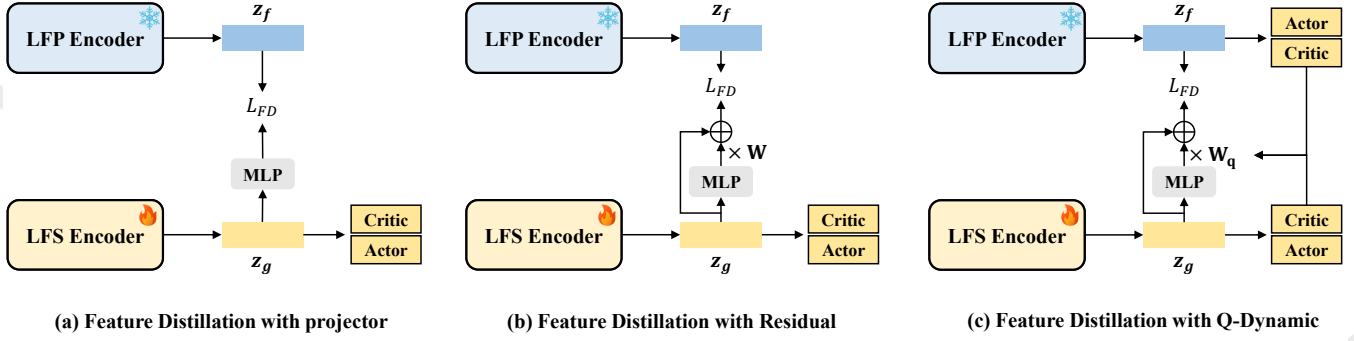 LFP Encoder
z_f
L_FD
MLP
LFS Encoder
z_g
Critic
Actor
(a) Feature Distillation with projector
LFP Encoder
z_f
L_FD
× W
MLP
LFS Encoder
z_g
Critic
Actor
(b) Feature Distillation with Residual
LFP Encoder
z_f
Actor
Critic
L_FD
× W_q
MLP
LFS Encoder
z_g
Critic
Actor
(c) Feature Distillation with Q-Dynamic